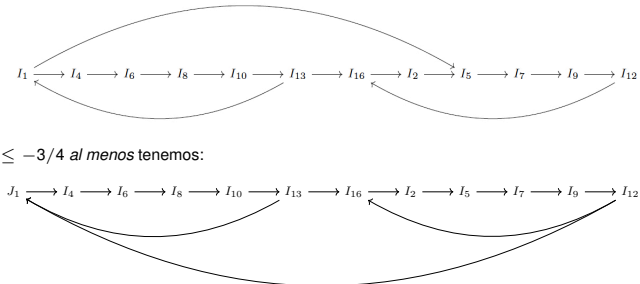 I₁ → I₄ → I₆ → I₈ → I₁₀ → I₁₃ → I₁₆ → I₂ → I₅ → I₇ → I₉ → I₁₂
≤ −3/4 al menos tenemos:
J₁ → I₄ → I₆ → I₈ → I₁₀ → I₁₃ → I₁₆ → I₂ → I₅ → I₇ → I₉ → I₁₂